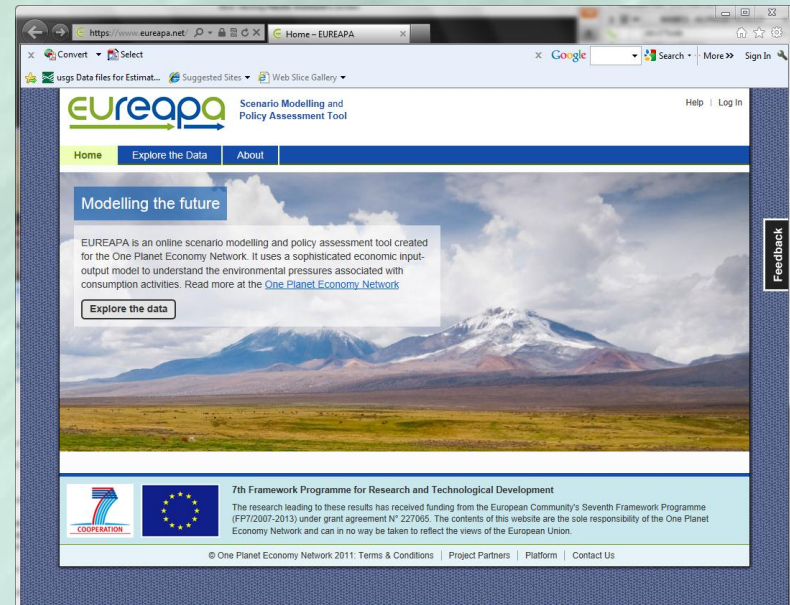 https://www.eureapa.net/
Home – EUREAPA
Convert Select
Google Search More >> Sign In
usgs Data files for Estimat... Suggested Sites Web Slice Gallery
eureapa
Scenario Modelling and
Policy Assessment Tool
Help | Log In
Home Explore the Data About
Modelling the future
EUREAPA is an online scenario modelling and policy assessment tool created
for the One Planet Economy Network. It uses a sophisticated economic input-
output model to understand the environmental pressures associated with
consumption activities. Read more at the One Planet Economy Network
Explore the data
Feedback
7
COOPERATION
7th Framework Programme for Research and Technological Development
The research leading to these results has received funding from the European Community's Seventh Framework Programme
(FP7/2007-2013) under grant agreement N° 227065. The contents of this website are the sole responsibility of the One Planet
Economy Network and can in no way be taken to reflect the views of the European Union.
© One Planet Economy Network 2011: Terms & Conditions | Project Partners | Platform | Contact Us